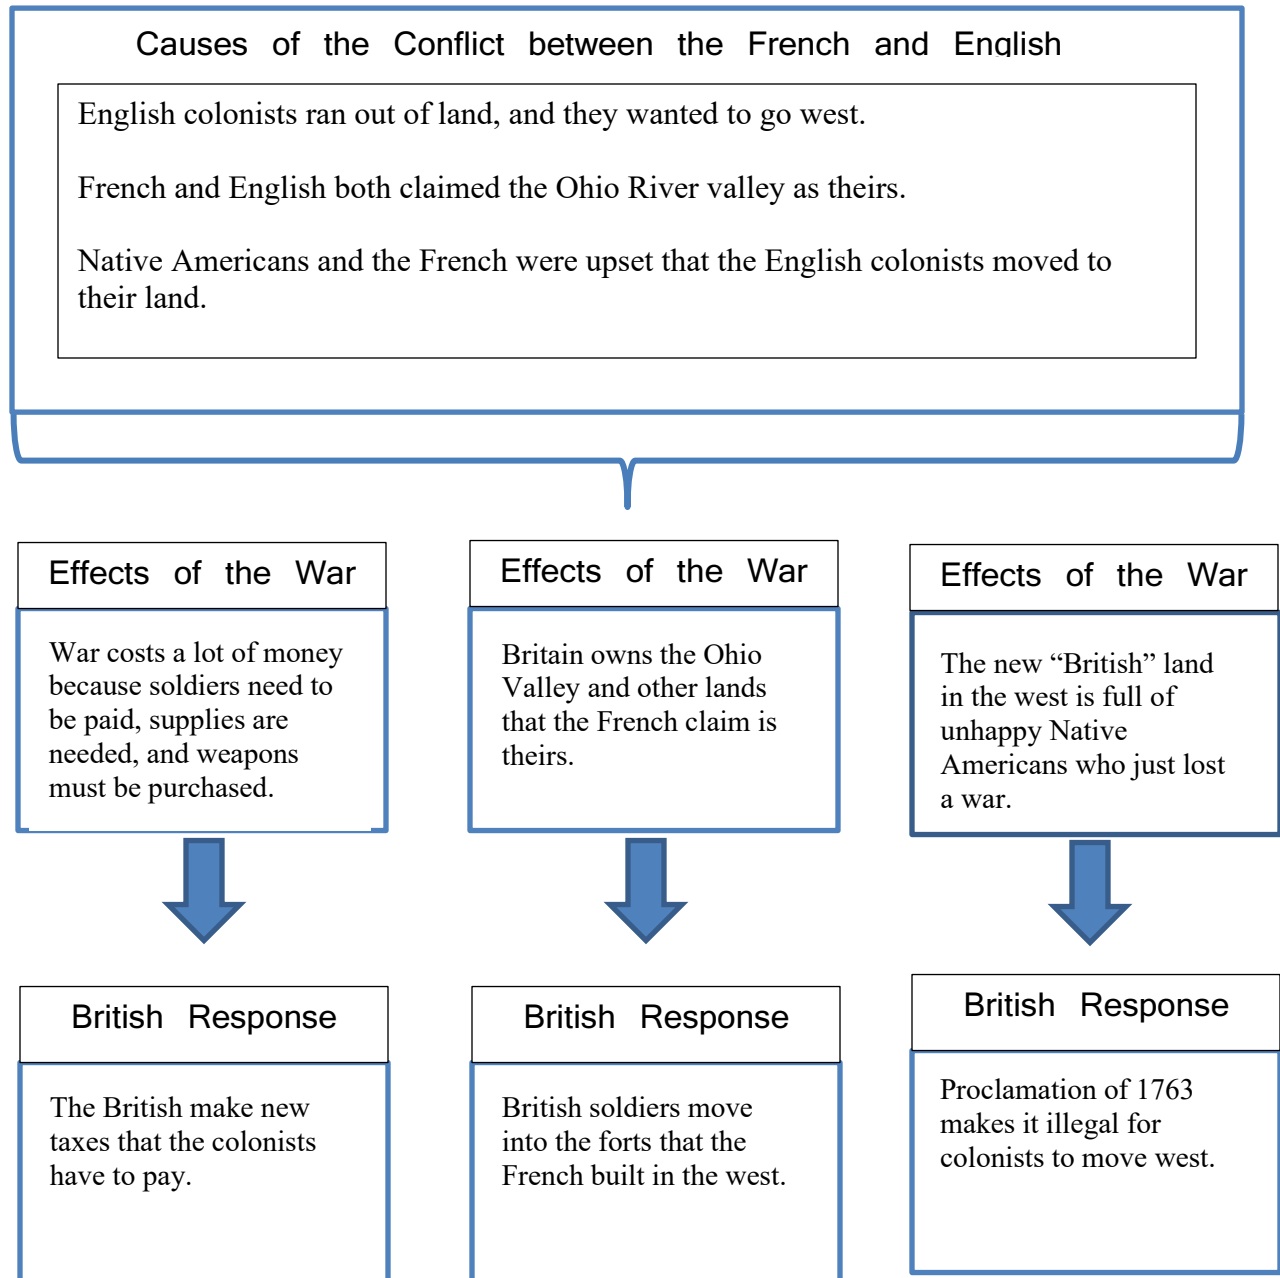 Causes of the Conflict between the French and English
English colonists ran out of land, and they wanted to go west.
French and English both claimed the Ohio River valley as theirs.
Native Americans and the French were upset that the English colonists moved to
their land.
Effects of the War
War costs a lot of money
because soldiers need to
be paid, supplies are
needed, and weapons
must be purchased.
Effects of the War
Britain owns the Ohio
Valley and other lands
that the French claim is
theirs.
Effects of the War
The new “British” land
in the west is full of
unhappy Native
Americans who just lost
a war.
British Response
The British make new
taxes that the colonists
have to pay.
British Response
British soldiers move
into the forts that the
French built in the west.
British Response
Proclamation of 1763
makes it illegal for
colonists to move west.